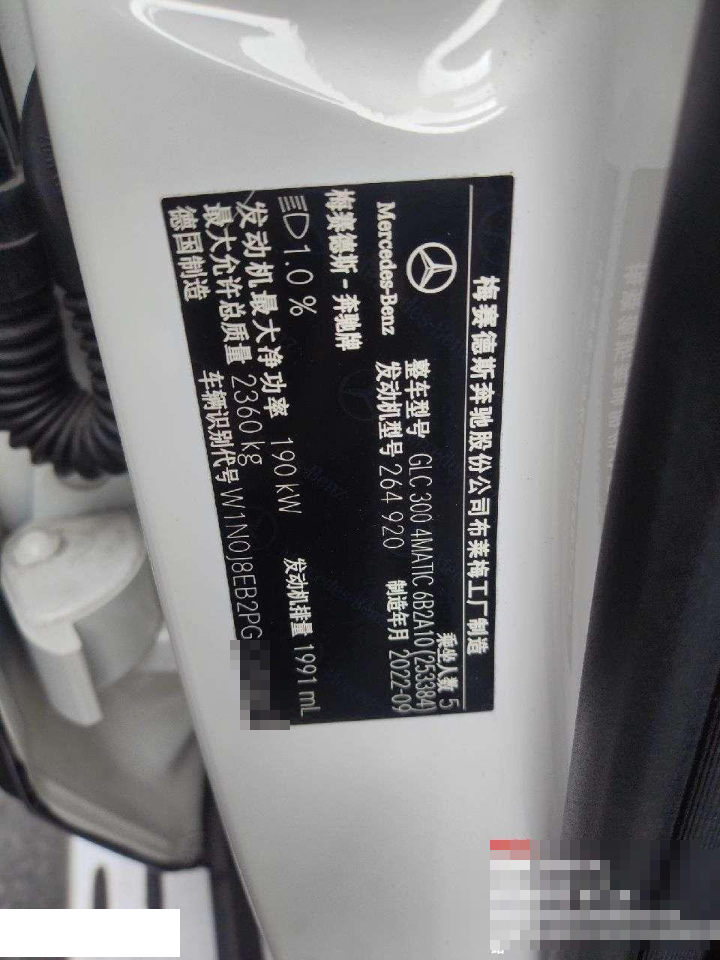 梅赛德斯奔驰股份公司布莱梅工厂制造
Mercedes-Benz
整车型号 GLC 300 4MATIC 6B2A10 (253384)
乘坐人数 5
梅赛德斯-奔驰牌
发动机型号 264 920
制造年月 2022-09
1.0 %
发动机最大净功率 190 kW
发动机排量 1991 mL
最大允许总质量 2360 kg
德国制造
车辆识别代号 W1N0J8EB2PG